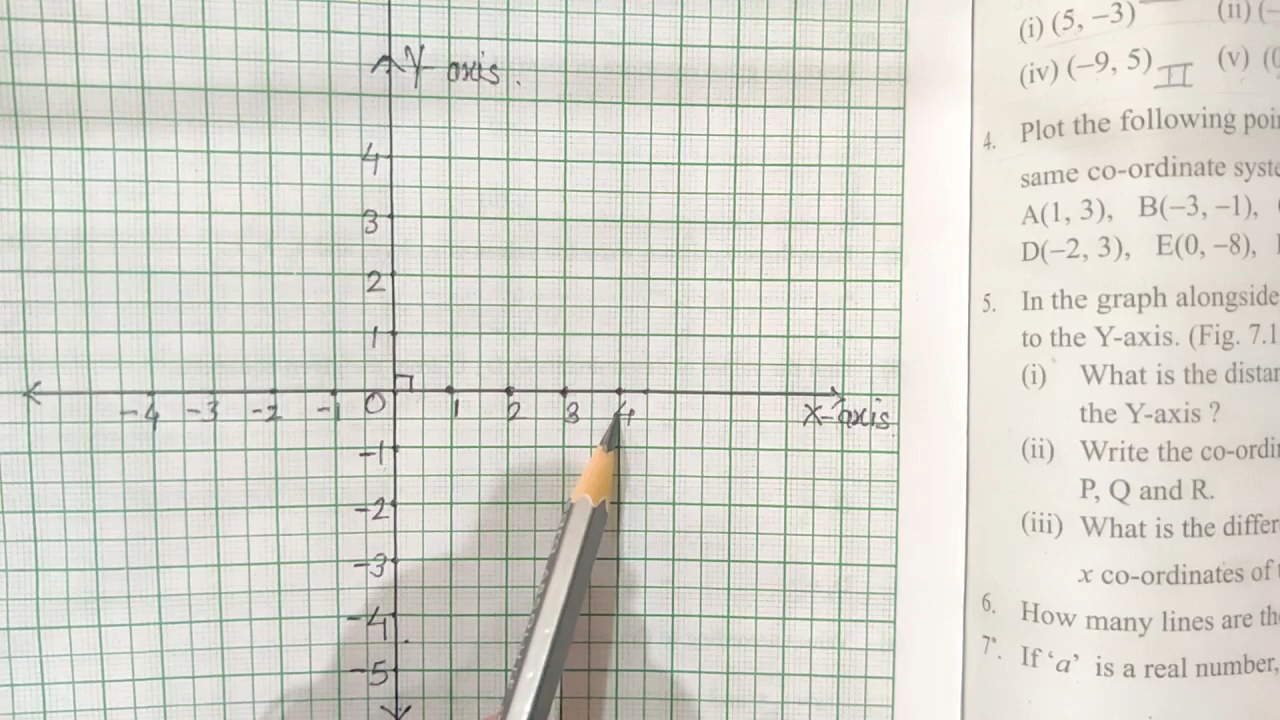 Y-axis.
4
3
2
1
-4 -3 -2 -1 0 1 2 3 4 X-axis
-1
-2
-3
-4
-5
(i) (5, −3) (ii) (−
(iv) (−9, 5) II (v) (0
4. Plot the following poi
same co-ordinate syste
A(1, 3), B(−3, −1),
D(−2, 3), E(0, −8),
5. In the graph alongside
to the Y-axis. (Fig. 7.1
(i) What is the distan
the Y-axis ?
(ii) Write the co-ordi
P, Q and R.
(iii) What is the differ
x co-ordinates of
6. How many lines are th
7*. If ‘a’ is a real number,